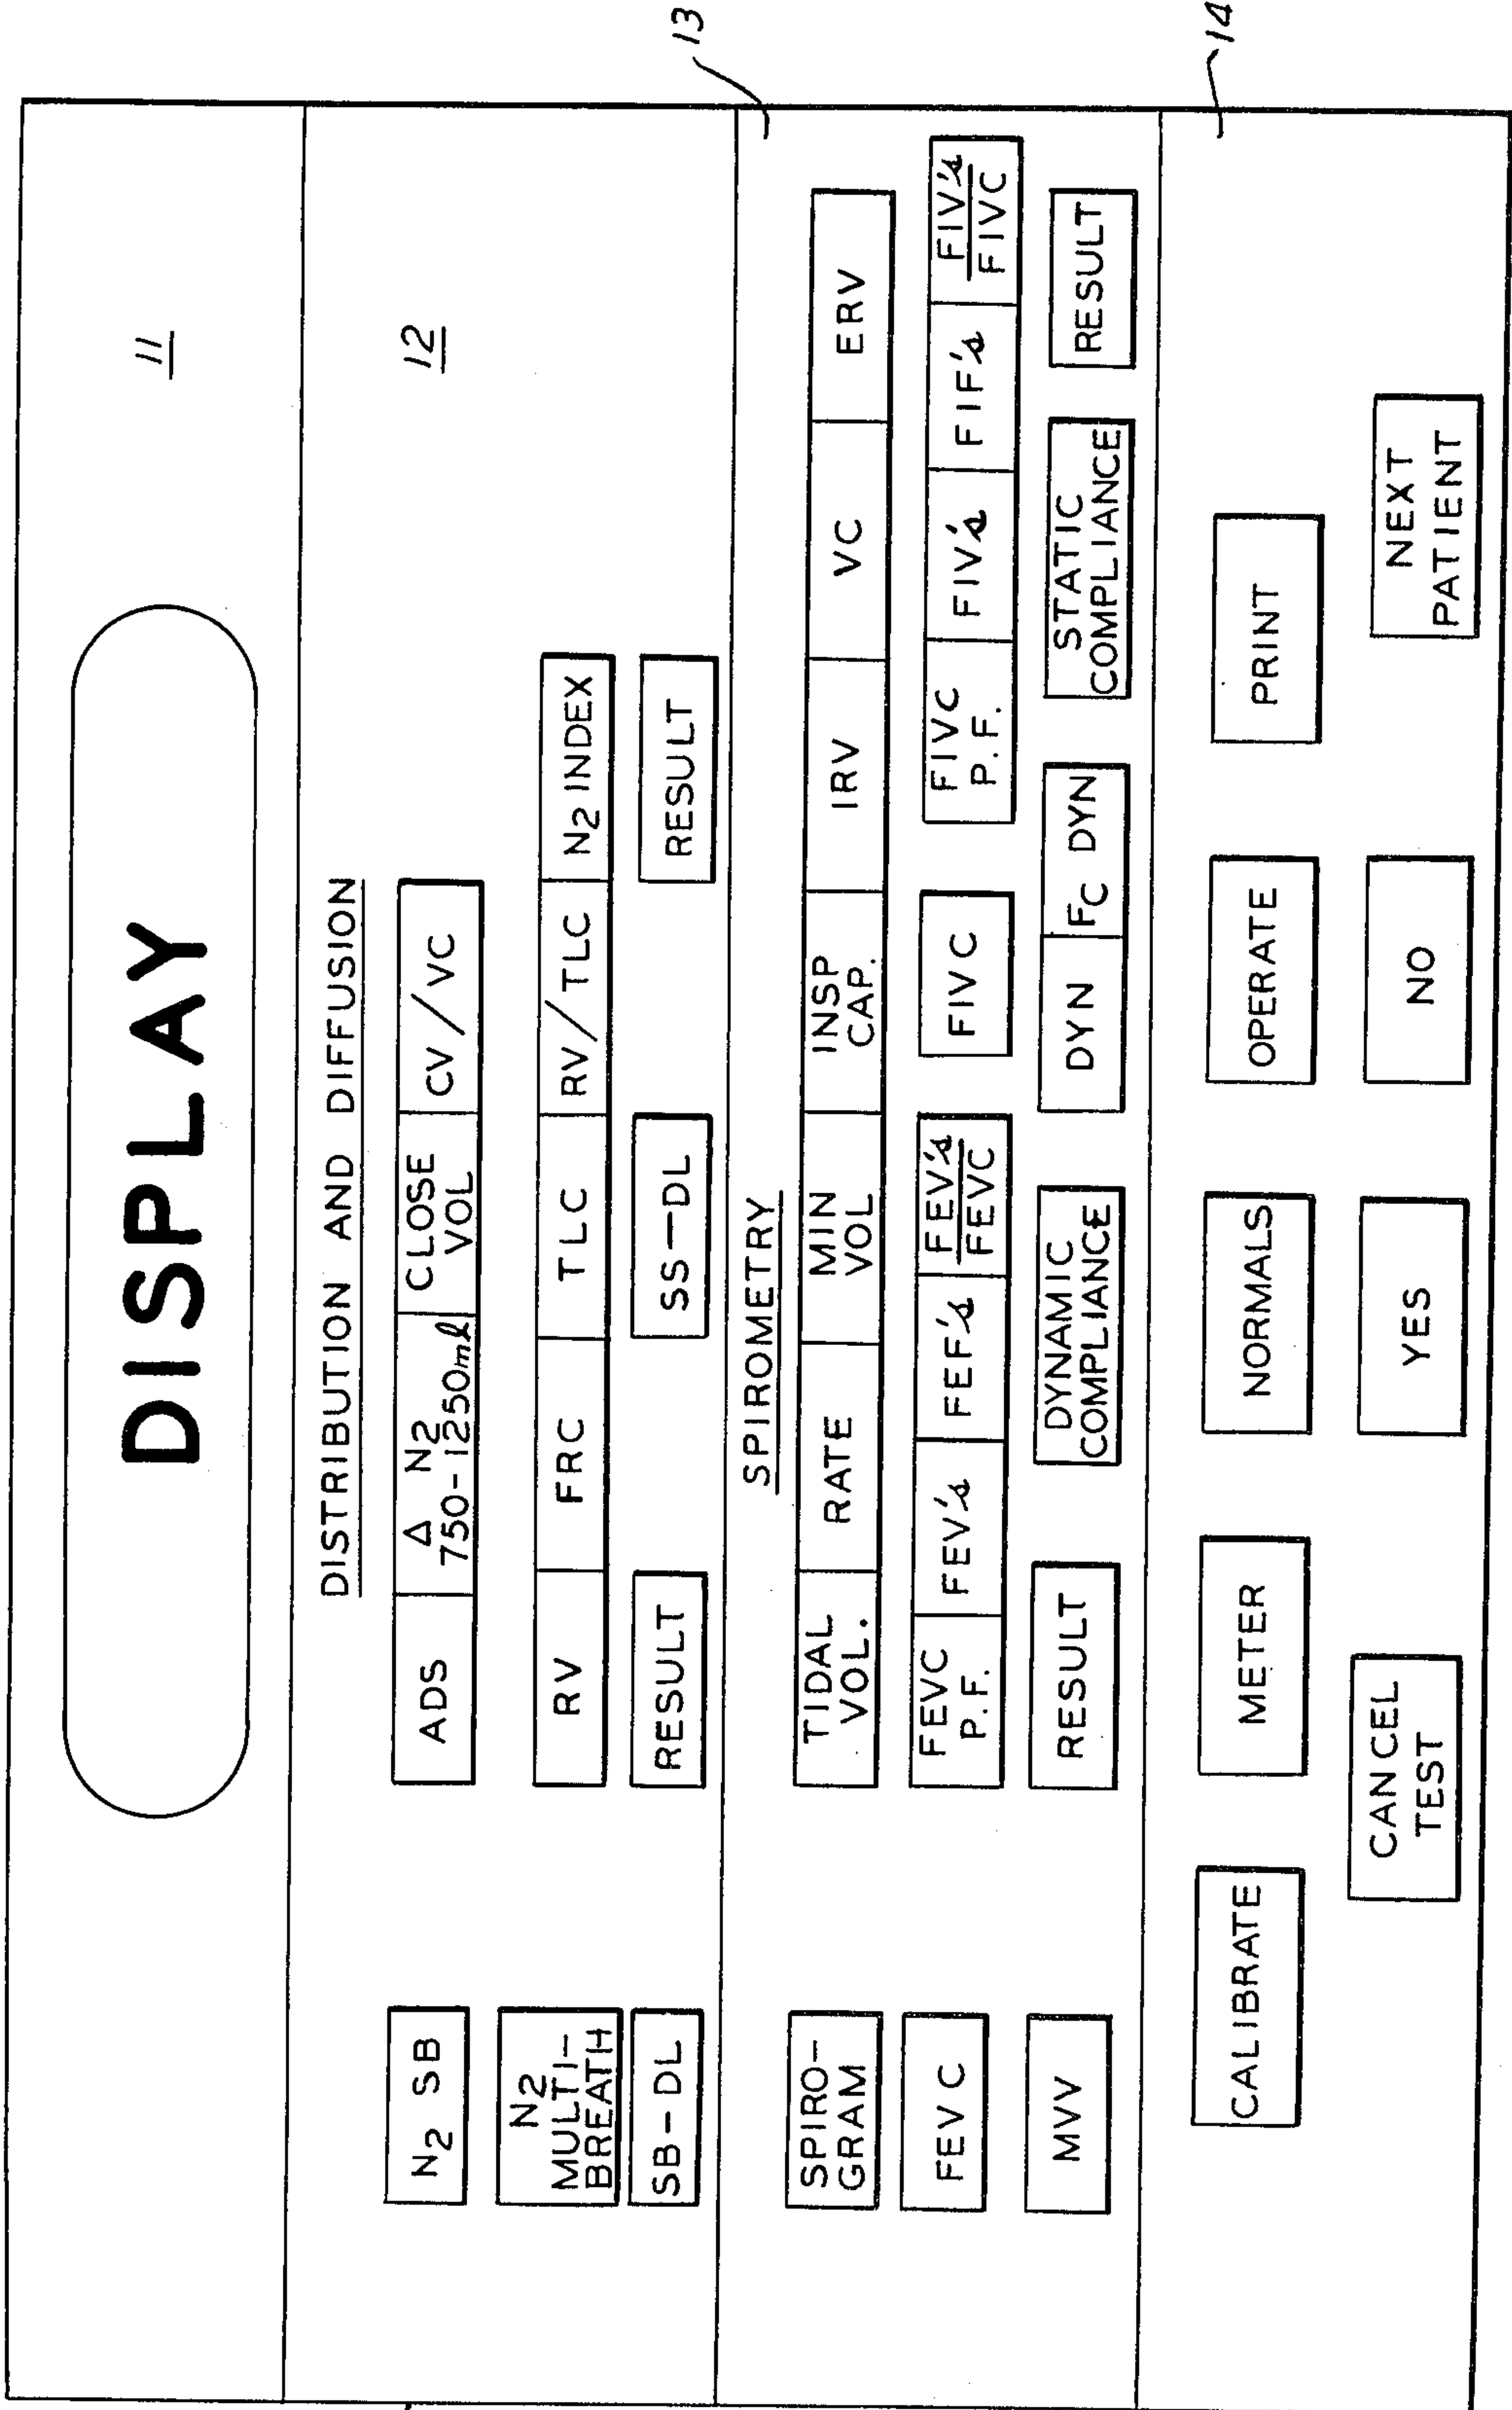 DISPLAY
11
DISTRIBUTION AND DIFFUSION
12
N2 SB
ADS
Δ N2
750-1250ml
CLOSE
VOL
CV/VC
N2
MULTI-
BREATH
RV
FRC
TLC
RV/TLC
N2 INDEX
SB-DL
RESULT
SS-DL
RESULT
13
SPIROMETRY
SPIRO-
GRAM
TIDAL
VOL.
RATE
MIN
VOL
INSP
CAP.
IRV
VC
ERV
FEVC
FEVC
P.F.
FEV's
FEF's
FEV's
FEVC
FIVC
FIVC
P.F.
FIV's
FIF's
FIV's
FIVC
MVV
RESULT
DYNAMIC
COMPLIANCE
DYN
FC DYN
STATIC
COMPLIANCE
RESULT
14
CALIBRATE
METER
NORMALS
OPERATE
PRINT
CANCEL
TEST
YES
NO
NEXT
PATIENT